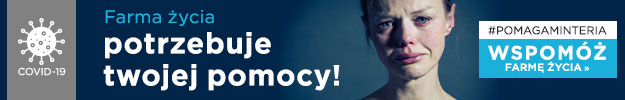 COVID-19
Farma życia
potrzebuje
twojej pomocy!
#POMAGAMINTERIA
WSPOMÓŻ
FARMĘ ŻYCIA »